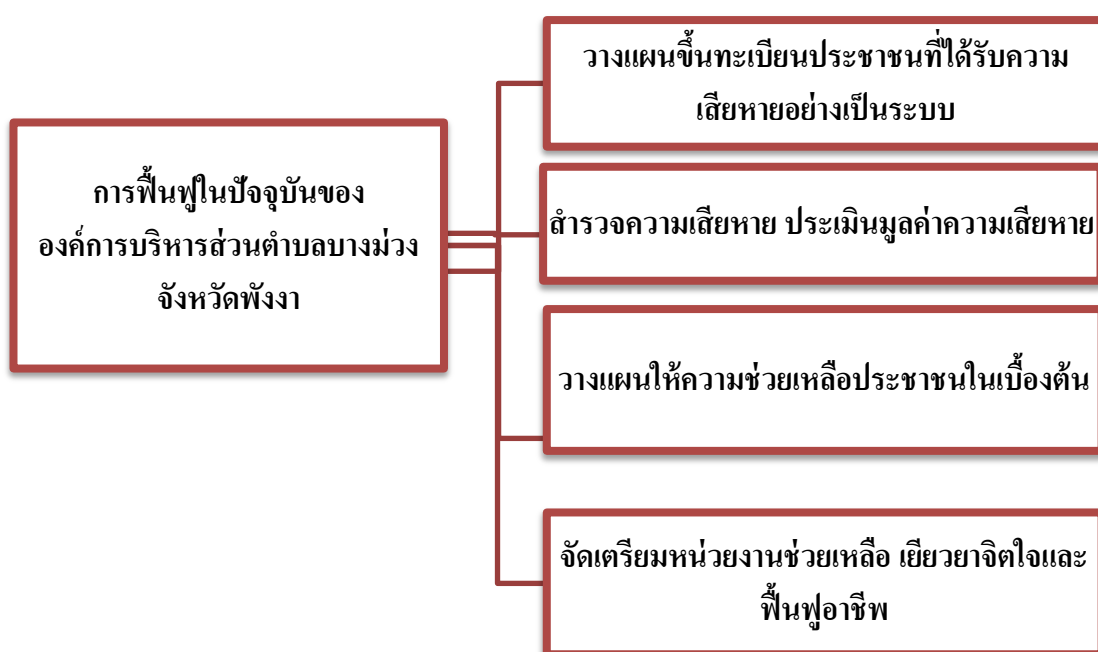 การฟื้นฟูในปัจจุบันของ
องค์การบริหารส่วนตำบลบางม่วง
จังหวัดพังงา
วางแผนขึ้นทะเบียนประชาชนที่ได้รับความ
เสียหายอย่างเป็นระบบ
สำรวจความเสียหาย ประเมินมูลค่าความเสียหาย
วางแผนให้ความช่วยเหลือประชาชนในเบื้องต้น
จัดเตรียมหน่วยงานช่วยเหลือ เยียวยาจิตใจและ
ฟื้นฟูอาชีพ